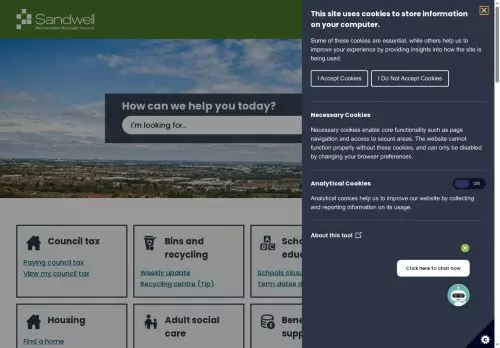 Sandwell
Metropolitan Borough Council
How can we help you today?
I'm looking for...
Council tax
Paying council tax
View my council tax
Bins and
recycling
Weekly update
Recycling centre (Tip)
Scho
educ
Schools closu
Term dates a
Housing
Find a home
Adult social
care
Bene
supp
This site uses cookies to store information
on your computer.
Some of these cookies are essential, while others help us to
improve your experience by providing insights into how the site is
being used.
I Accept Cookies
I Do Not Accept Cookies
Necessary Cookies
Necessary cookies enable core functionality such as page
navigation and access to secure areas. The website cannot
function properly without these cookies, and can only be disabled
by changing your browser preferences.
Analytical Cookies
Off
Analytical cookies help us to improve our website by collecting
and reporting information on its usage.
About this tool
Click here to chat now